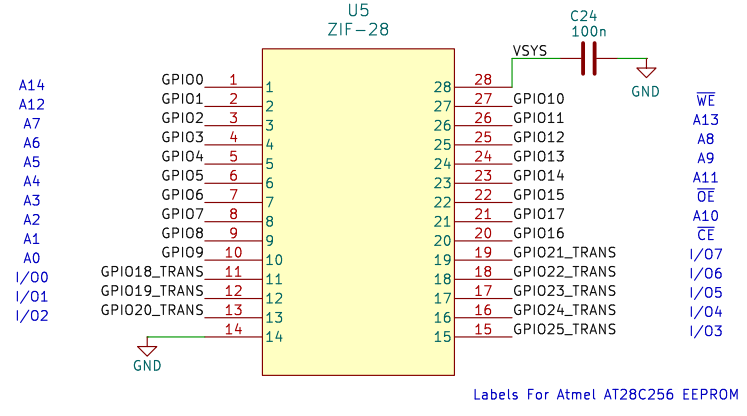 U5
ZIF-28
C24
100n
VSYS
GND
A14 GPIO0 1 1 28 28
A12 GPIO1 2 2 27 27 GPIO10 WE
A7 GPIO2 3 3 26 26 GPIO11 A13
A6 GPIO3 4 4 25 25 GPIO12 A8
A5 GPIO4 5 5 24 24 GPIO13 A9
A4 GPIO5 6 6 23 23 GPIO14 A11
A3 GPIO6 7 7 22 22 GPIO15 OE
A2 GPIO7 8 8 21 21 GPIO17 A10
A1 GPIO8 9 9 20 20 GPIO16 CE
A0 GPIO9 10 10 19 19 GPIO21_TRANS I/O7
I/O0 GPIO18_TRANS 11 11 18 18 GPIO22_TRANS I/O6
I/O1 GPIO19_TRANS 12 12 17 17 GPIO23_TRANS I/O5
I/O2 GPIO20_TRANS 13 13 16 16 GPIO24_TRANS I/O4
14 14 15 15 GPIO25_TRANS I/O3
GND
Labels For Atmel AT28C256 EEPROM